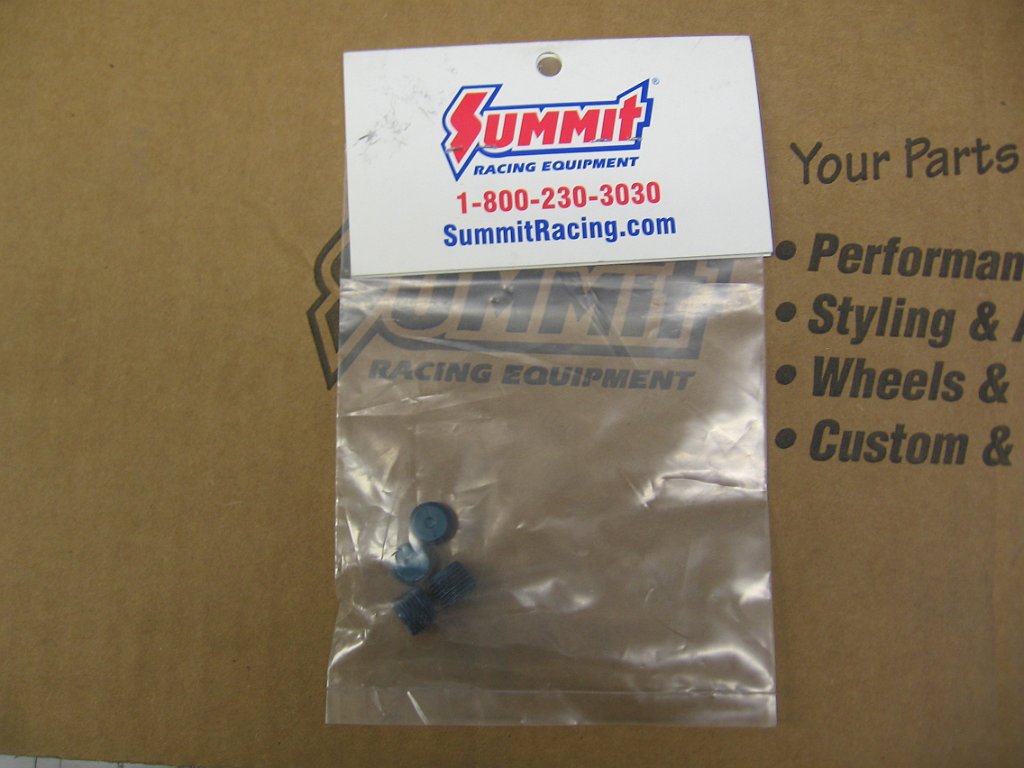 SUMMIT®
RACING EQUIPMENT
1-800-230-3030
SummitRacing.com
SUMMIT
RACING EQUIPMENT
Your Parts
• Performan
• Styling &
• Wheels &
• Custom &